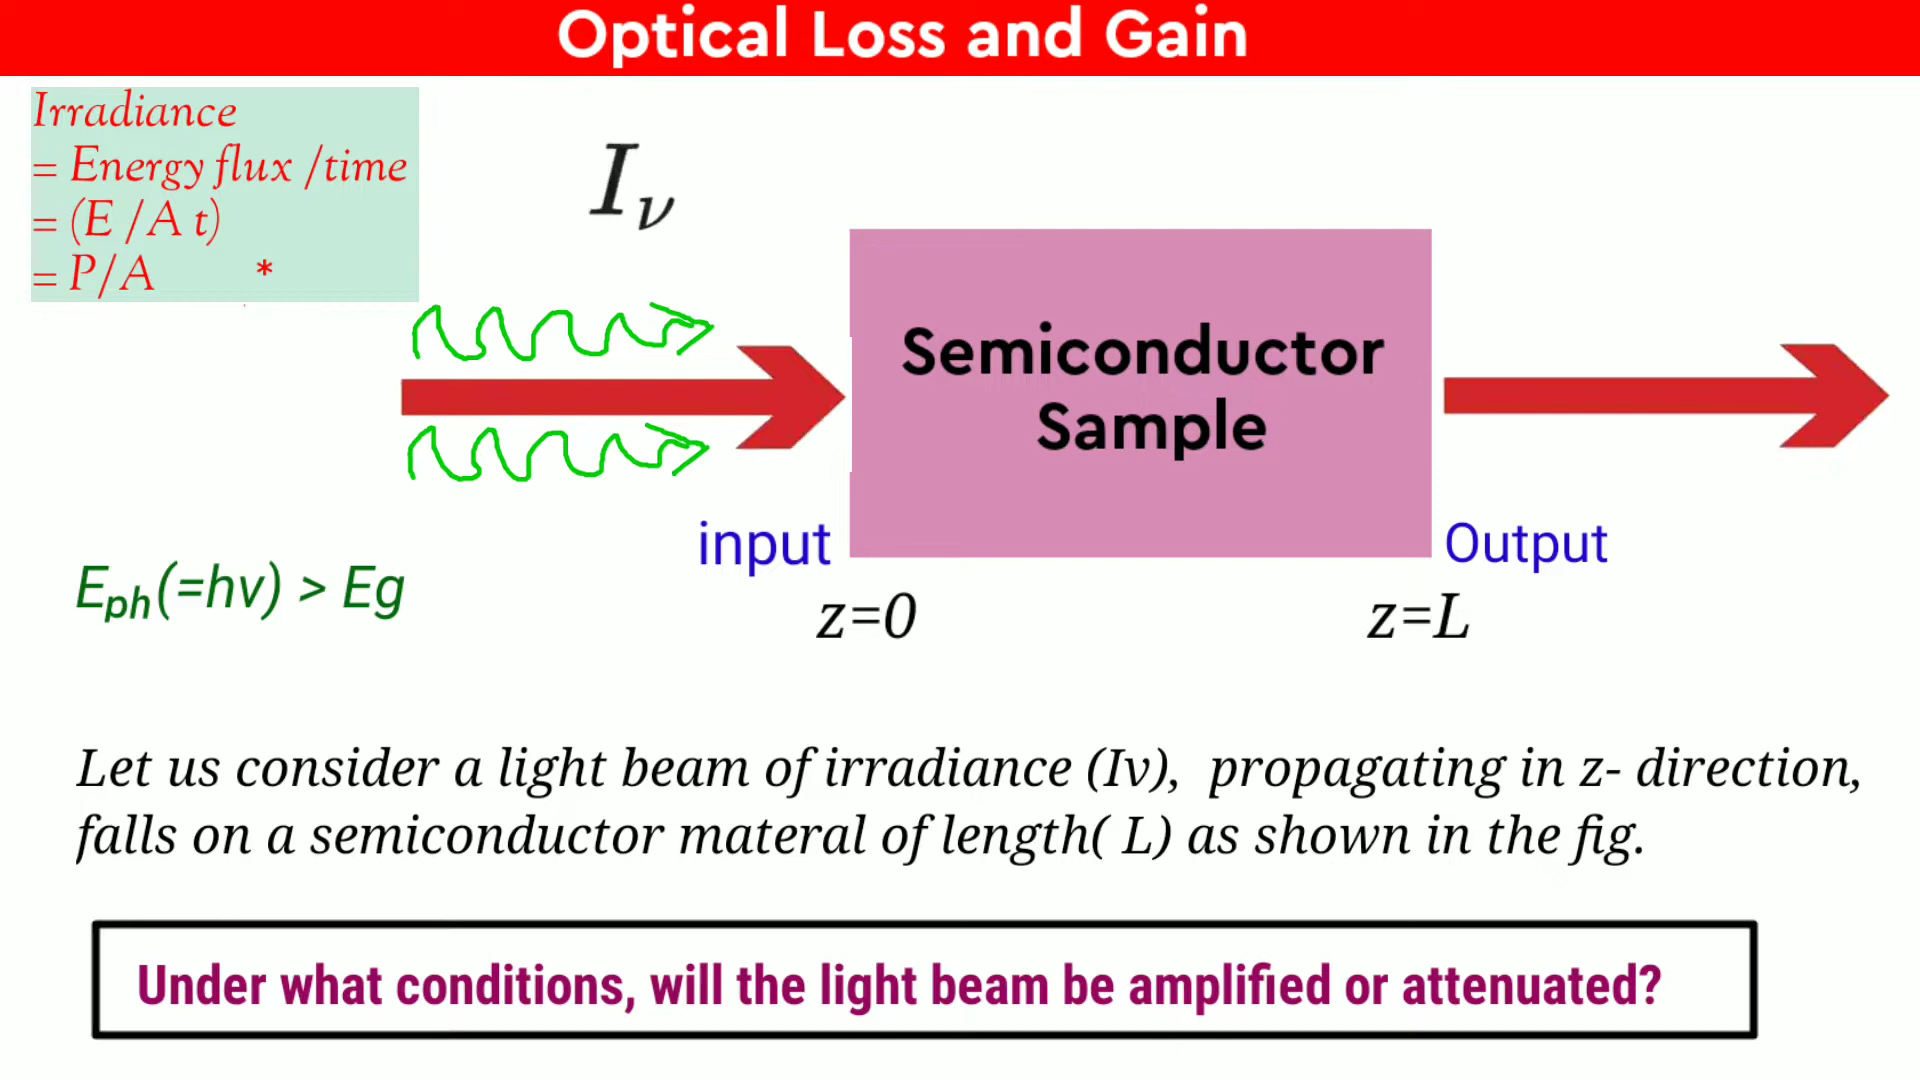 Optical Loss and Gain
Irradiance
= Energy flux /time
= (E /A t)
= P/A *
Iν
Semiconductor
Sample
input
Output
Eph(=hv) > Eg
z=0
z=L
Let us consider a light beam of irradiance (Iv), propagating in z- direction,
falls on a semiconductor materal of length( L) as shown in the fig.
Under what conditions, will the light beam be amplified or attenuated?